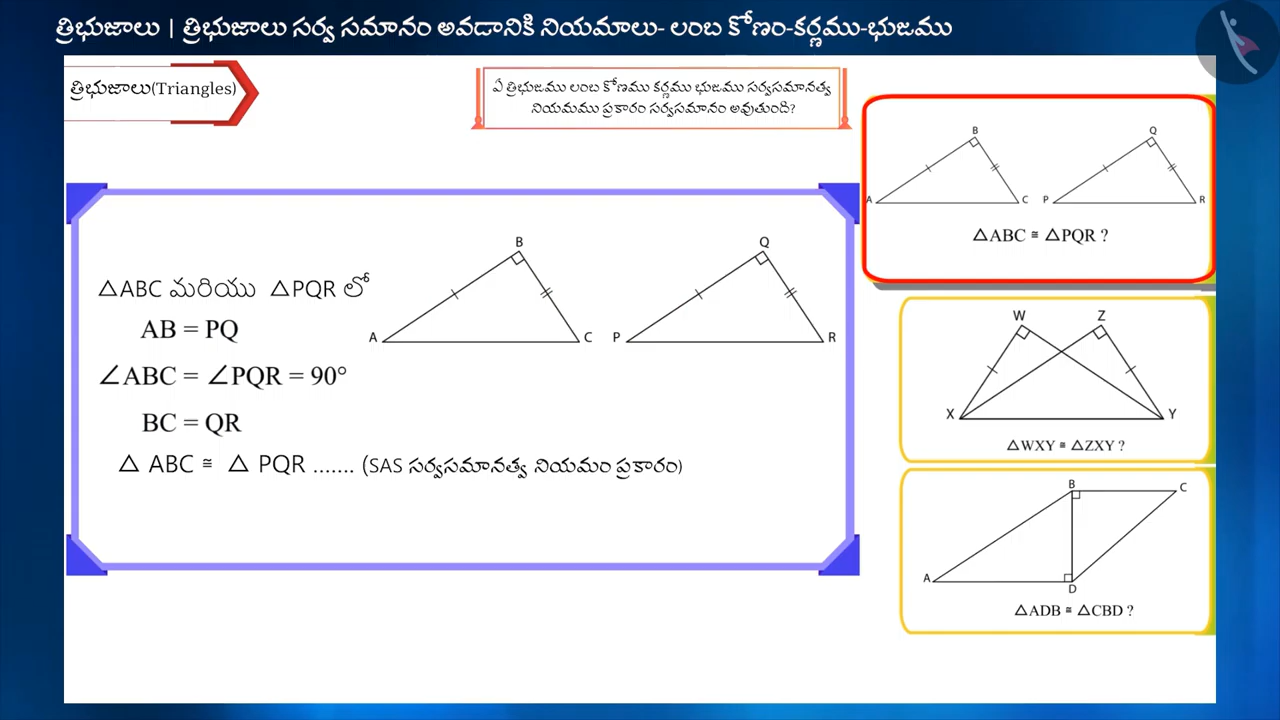 త్రిభుజాలు | త్రిభుజాలు సర్వ సమానం అవడానికి నియమాలు- లంబ కోణం-కర్ణము-భుజము
త్రిభుజాలు(Triangles)
ఏ త్రిభుజము లంబ కోణము కర్ణము భుజము సర్వసమానత్వ
నియమము ప్రకారం సర్వసమానం అవుతుంది?
△ABC మరియు △PQR లో
AB = PQ
∠ABC = ∠PQR = 90°
BC = QR
△ ABC ≅ △ PQR ....... (SAS సర్వసమానత్వ నియమం ప్రకారం)
B
A
C
Q
P
R
B
A
C
Q
P
R
△ABC ≅ △PQR ?
W
Z
X
Y
△WXY ≅ △ZXY ?
B
C
A
D
△ADB ≅ △CBD ?